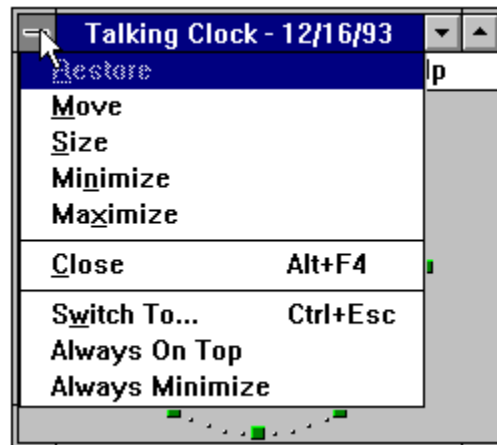 Talking Clock - 12/16/93
Restore
lp
Move
Size
Minimize
Maximize
Close Alt+F4
Switch To... Ctrl+Esc
Always On Top
Always Minimize